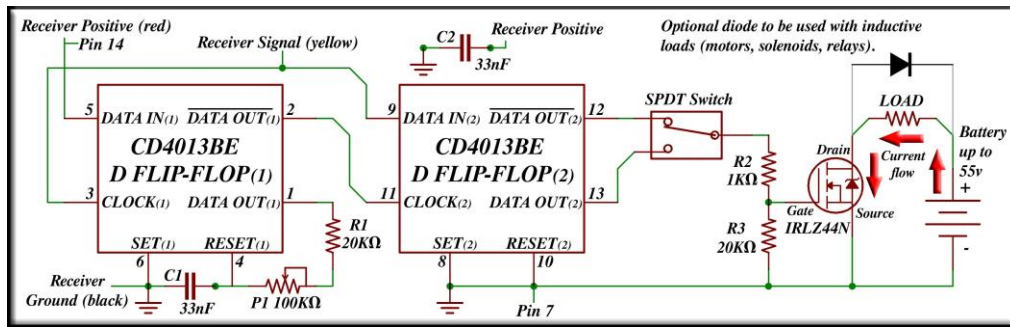 Receiver Positive (red)
Pin 14
Receiver Signal (yellow)
C2
33nF
Receiver Positive
Optional diode to be used with inductive
loads (motors, solenoids, relays).
5 DATA IN(1) DATA OUT(1) 2
CD4013BE
D FLIP-FLOP(1)
3 CLOCK(1) DATA OUT(1) 1
SET(1) RESET(1)
6 4
R1
20KΩ
Receiver
Ground (black)
C1
33nF
P1 100KΩ
9 DATA IN(2) DATA OUT(2) 12
CD4013BE
D FLIP-FLOP(2)
11 CLOCK(2) DATA OUT(2) 13
SET(2) RESET(2)
8 10
Pin 7
SPDT Switch
R2
1KΩ
R3
20KΩ
LOAD
Drain
Current
flow
Gate
Source
IRLZ44N
Battery
up to
55v
+
-